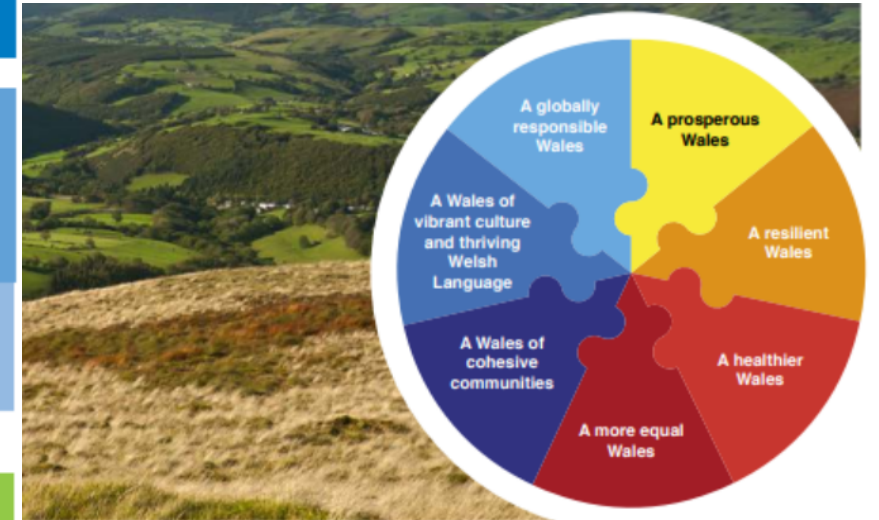 A prosperous
Wales
A resilient
Wales
A healthier
Wales
A more equal
Wales
A Wales of
cohesive
communities
A Wales of
vibrant culture
and thriving
Welsh
Language
A globally
responsible
Wales